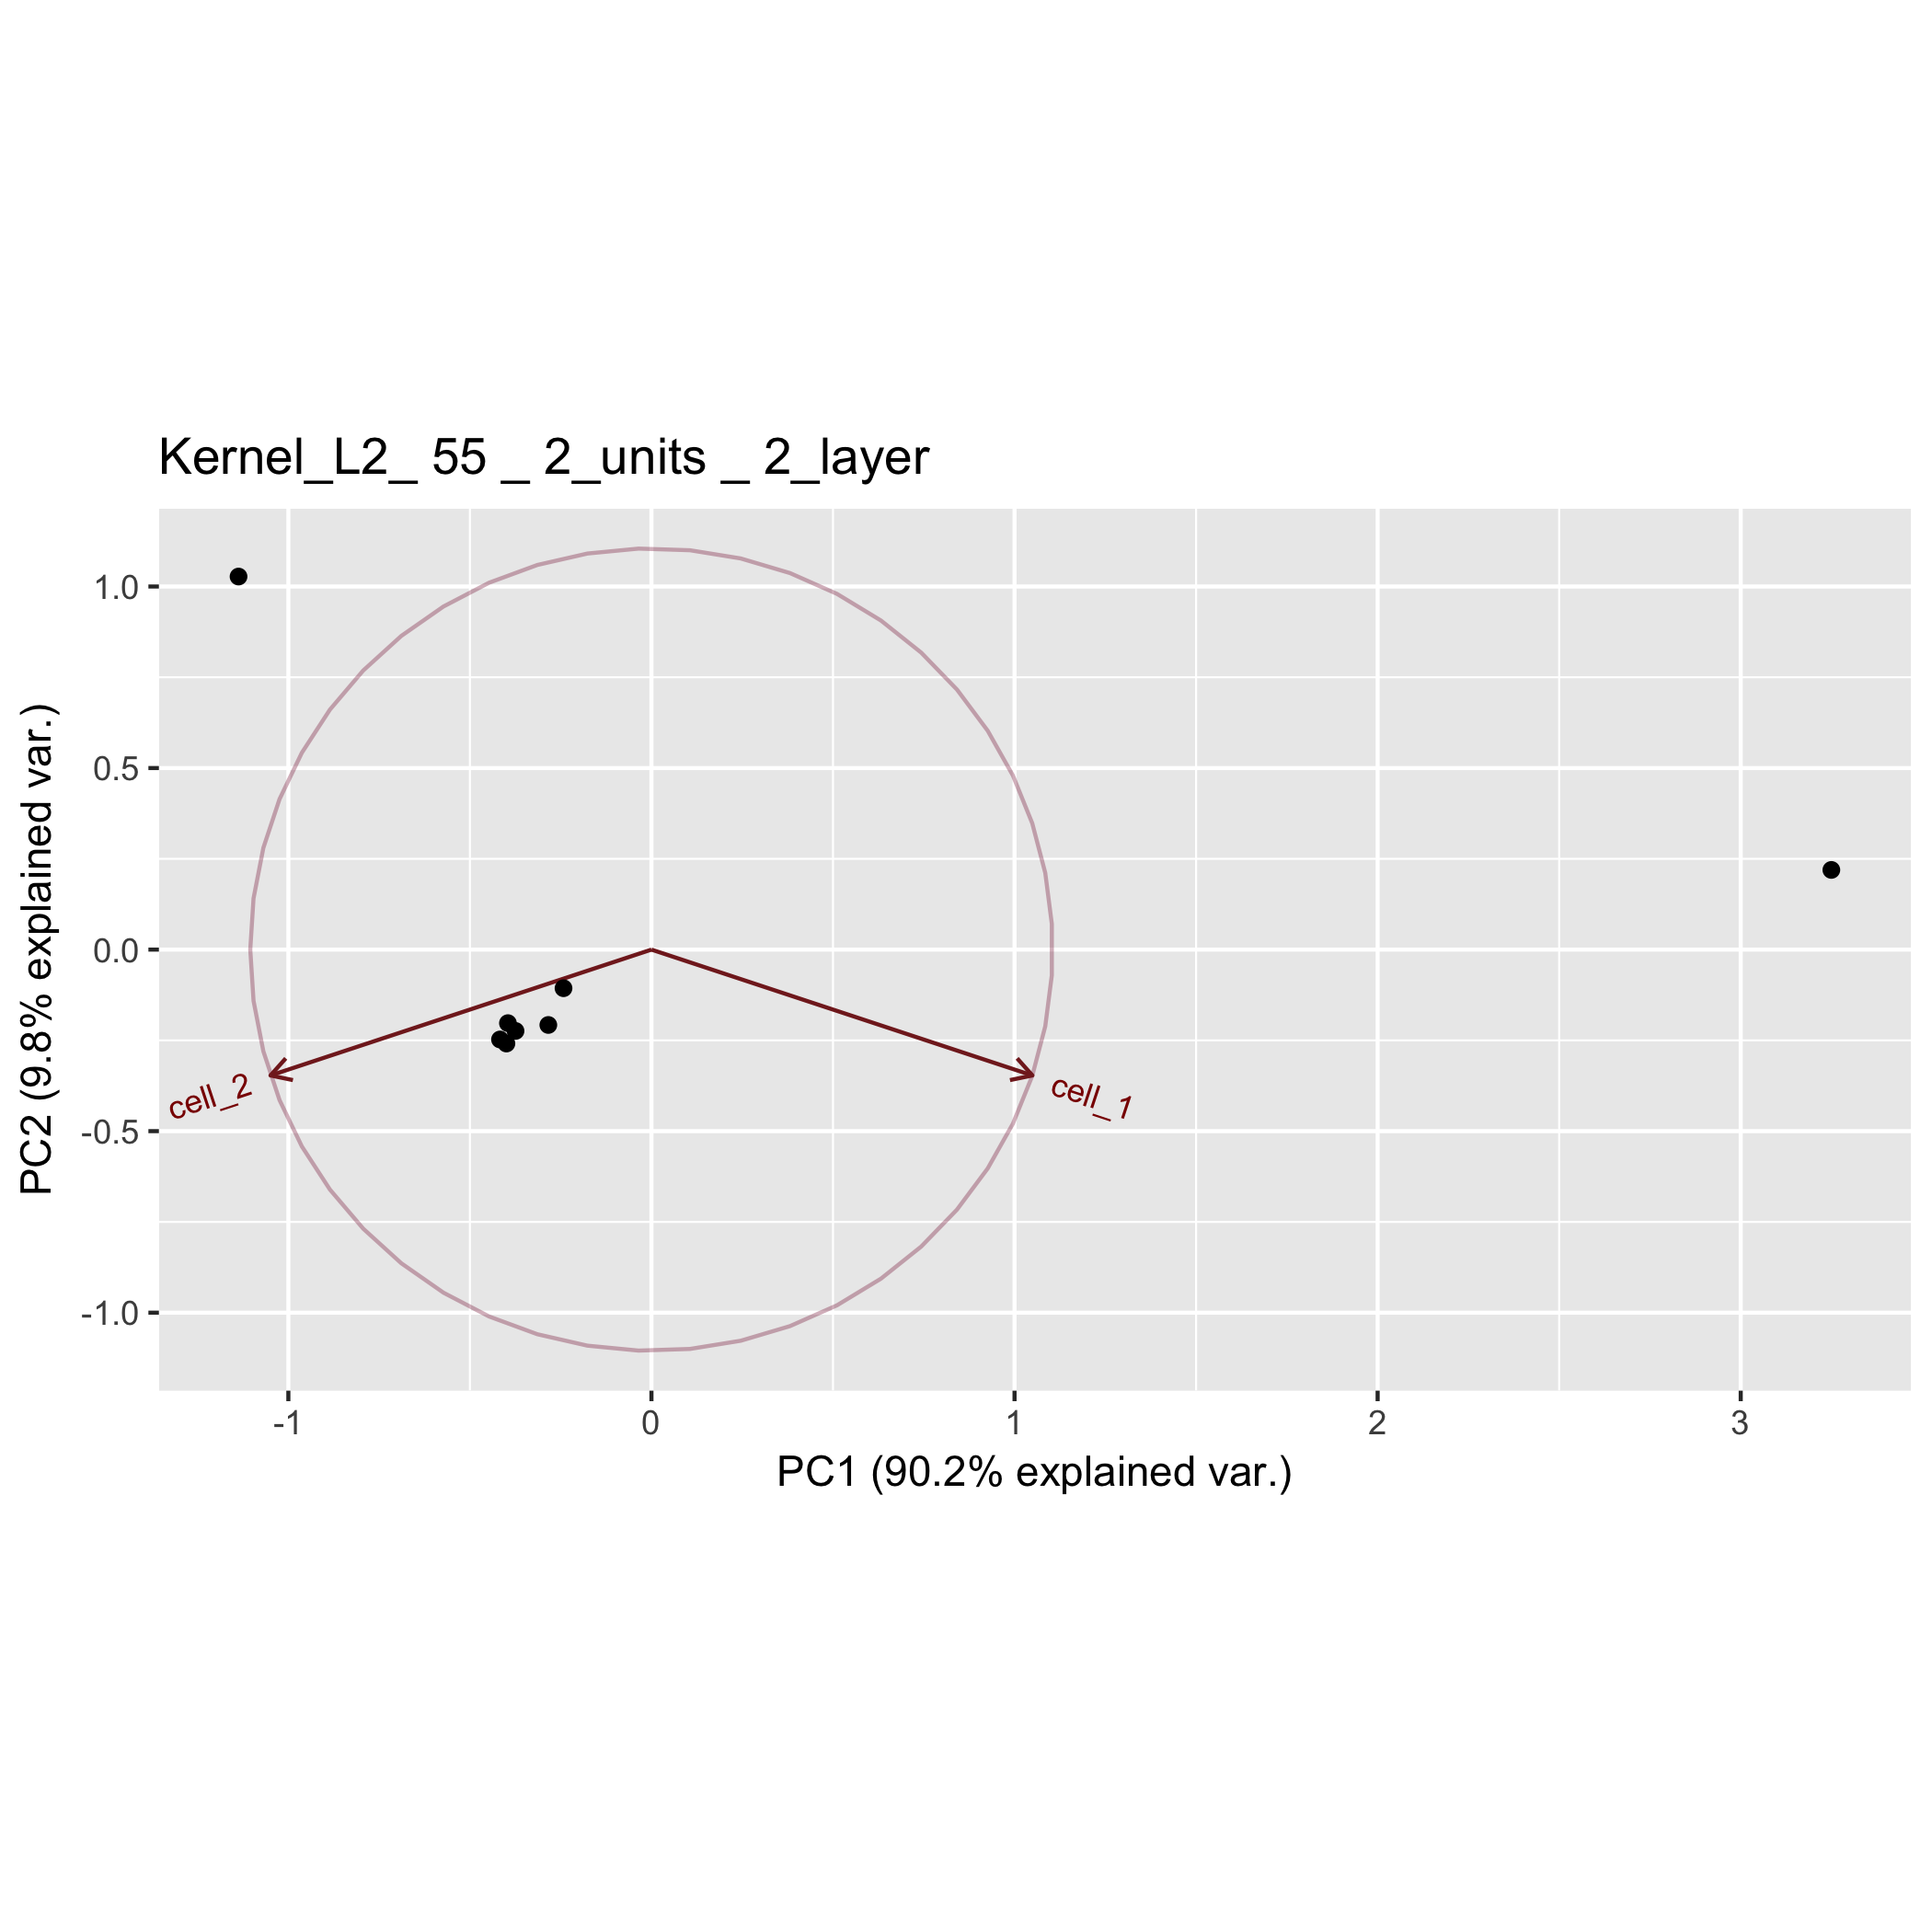 Kernel_L2_ 55 _ 2_units _ 2_layer
1.0
0.5
0.0
-0.5
-1.0
PC2 (9.8% explained var.)
cell_2
cell_1
-1 0 1 2 3
PC1 (90.2% explained var.)